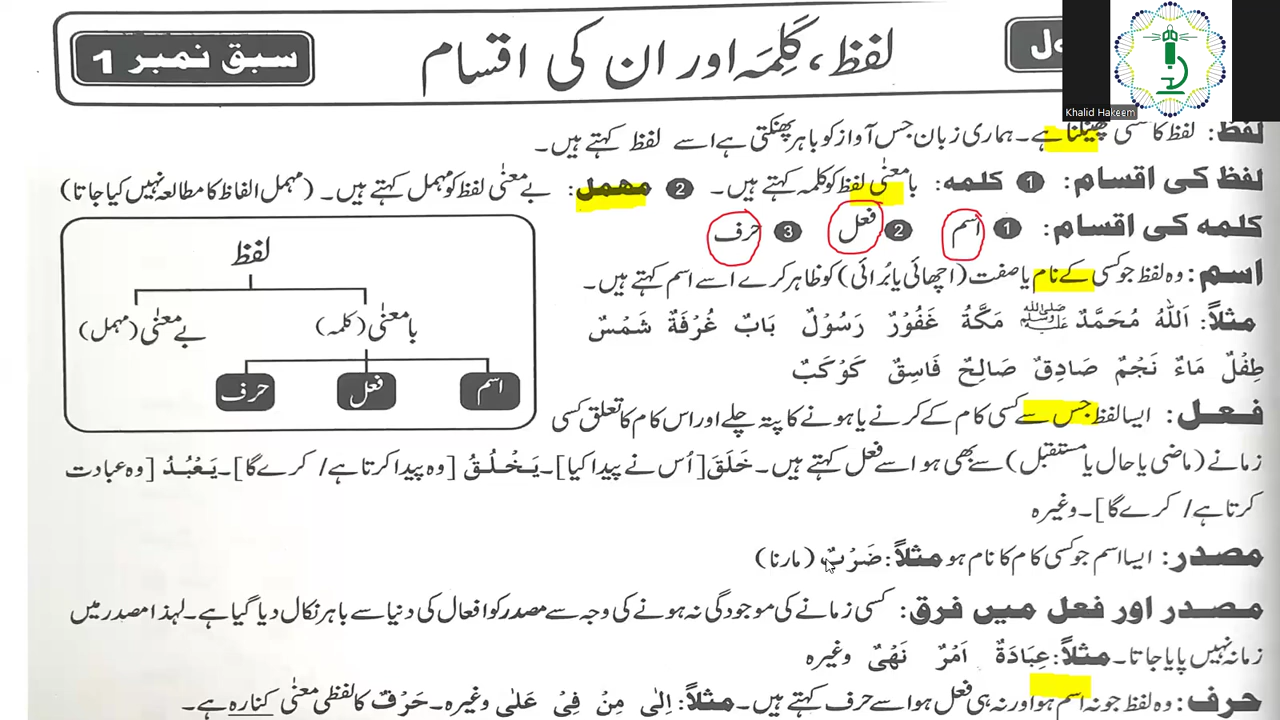 سبق نمبر 1
لفظ، کَلِمَہ اور ان کی اقسام
Khalid Hakeem
لفظ: لفظ کا معنی پھینکنا ہے۔ ہماری زبان جس آواز کو باہر پھینکتی ہے اسے لفظ کہتے ہیں۔
لفظ کی اقسام: 1 کلمہ: بامعنٰی لفظ کو کلمہ کہتے ہیں۔ 2 مھمل: بے معنٰی لفظ کو مہمل کہتے ہیں۔ (مہمل الفاظ کا مطالعہ نہیں کیا جاتا)
کلمہ کی اقسام: 1 اسم 2 فعل 3 حرف
اسم: وہ لفظ جو کسی کے نام یا صفت (اچھائی یا بُرائی) کو ظاہر کرے اسے اسم کہتے ہیں۔
مثلاً: اَللهُ مُحَمَّدٌ ﷺ مَکَّةُ غَفُوْرٌ رَسُوْلٌ بَابٌ غُرْفَةٌ شَمْسٌ
طِفْلٌ مَاءٌ نَجْمٌ صَادِقٌ صَالِحٌ فَاسِقٌ کَوْکَبٌ
لفظ
بامعنٰی (کلمہ) بے معنٰی (مہمل)
اسم فعل حرف
فعل: ایسا لفظ جس سے کسی کام کے کرنے یا ہونے کا پتہ چلے اور اس کام کا تعلق کسی
زمانے (ماضی یا حال یا مستقبل) سے بھی ہو اسے فعل کہتے ہیں۔ خَلَقَ [اُس نے پیدا کیا]۔ یَخْلُقُ [وہ پیدا کرتا ہے/ کرے گا]۔ یَعْبُدُ [وہ عبادت
کرتا ہے/ کرے گا]۔ وغیرہ
مصدر: ایسا اسم جو کسی کام کا نام ہو مثلاً: ضَرْبٌ (مارنا)
مصدر اور فعل میں فرق: کسی زمانے کی موجودگی نہ ہونے کی وجہ سے مصدر کو افعال کی دنیا سے باہر نکال دیا گیا ہے۔ لہذا مصدر میں
زمانہ نہیں پایا جاتا۔ مثلاً: عِبَادَةٌ اَمْرٌ نَهْیٌ وغیرہ
حرف: وہ لفظ جو نہ اسم ہو اور نہ ہی فعل ہو اسے حرف کہتے ہیں۔ مثلاً: اِلٰی مِنْ فِیْ عَلٰی وغیرہ۔ حَرْفٌ کا لفظی معنٰی کنارہ ہے۔